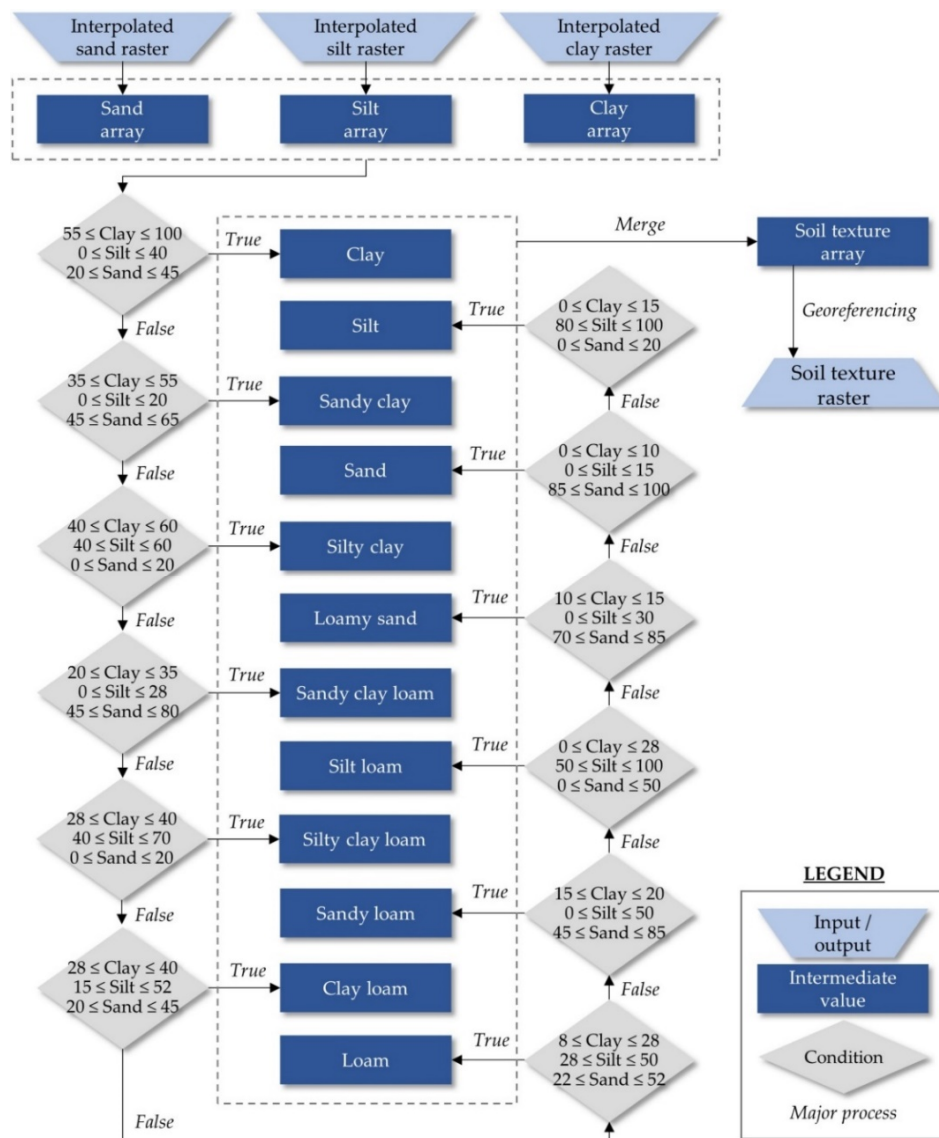 Interpolated
sand raster
Interpolated
silt raster
Interpolated
clay raster
Sand
array
Silt
array
Clay
array
55 ≤ Clay ≤ 100
0 ≤ Silt ≤ 40
20 ≤ Sand ≤ 45
True
Clay
False
35 ≤ Clay ≤ 55
0 ≤ Silt ≤ 20
45 ≤ Sand ≤ 65
True
Sandy clay
False
40 ≤ Clay ≤ 60
40 ≤ Silt ≤ 60
0 ≤ Sand ≤ 20
True
Silty clay
False
20 ≤ Clay ≤ 35
0 ≤ Silt ≤ 28
45 ≤ Sand ≤ 80
True
Sandy clay loam
False
28 ≤ Clay ≤ 40
40 ≤ Silt ≤ 70
0 ≤ Sand ≤ 20
True
Silty clay loam
False
28 ≤ Clay ≤ 40
15 ≤ Silt ≤ 52
20 ≤ Sand ≤ 45
True
Clay loam
False
8 ≤ Clay ≤ 28
28 ≤ Silt ≤ 50
22 ≤ Sand ≤ 52
True
Loam
False
15 ≤ Clay ≤ 20
0 ≤ Silt ≤ 50
45 ≤ Sand ≤ 85
True
Sandy loam
False
0 ≤ Clay ≤ 28
50 ≤ Silt ≤ 100
0 ≤ Sand ≤ 50
True
Silt loam
False
10 ≤ Clay ≤ 15
0 ≤ Silt ≤ 30
70 ≤ Sand ≤ 85
True
Loamy sand
False
0 ≤ Clay ≤ 10
0 ≤ Silt ≤ 15
85 ≤ Sand ≤ 100
True
Sand
False
0 ≤ Clay ≤ 15
80 ≤ Silt ≤ 100
0 ≤ Sand ≤ 20
True
Silt
Merge
Soil texture
array
Georeferencing
Soil texture
raster
LEGEND
Input /
output
Intermediate
value
Condition
Major process